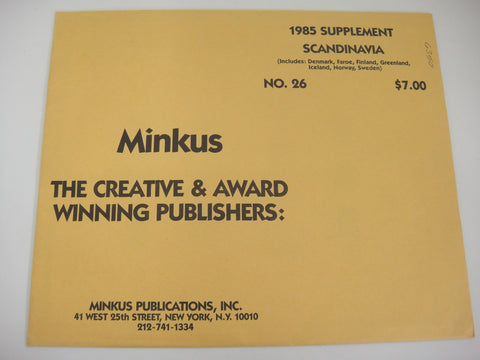 1985 SUPPLEMENT
SCANDINAVIA
(Includes: Denmark, Faroe, Finland, Greenland,
Iceland, Norway, Sweden)
NO. 26 $7.00
Minkus
THE CREATIVE & AWARD
WINNING PUBLISHERS:
MINKUS PUBLICATIONS, INC.
41 WEST 25th STREET, NEW YORK, N.Y. 10010
212-741-1334